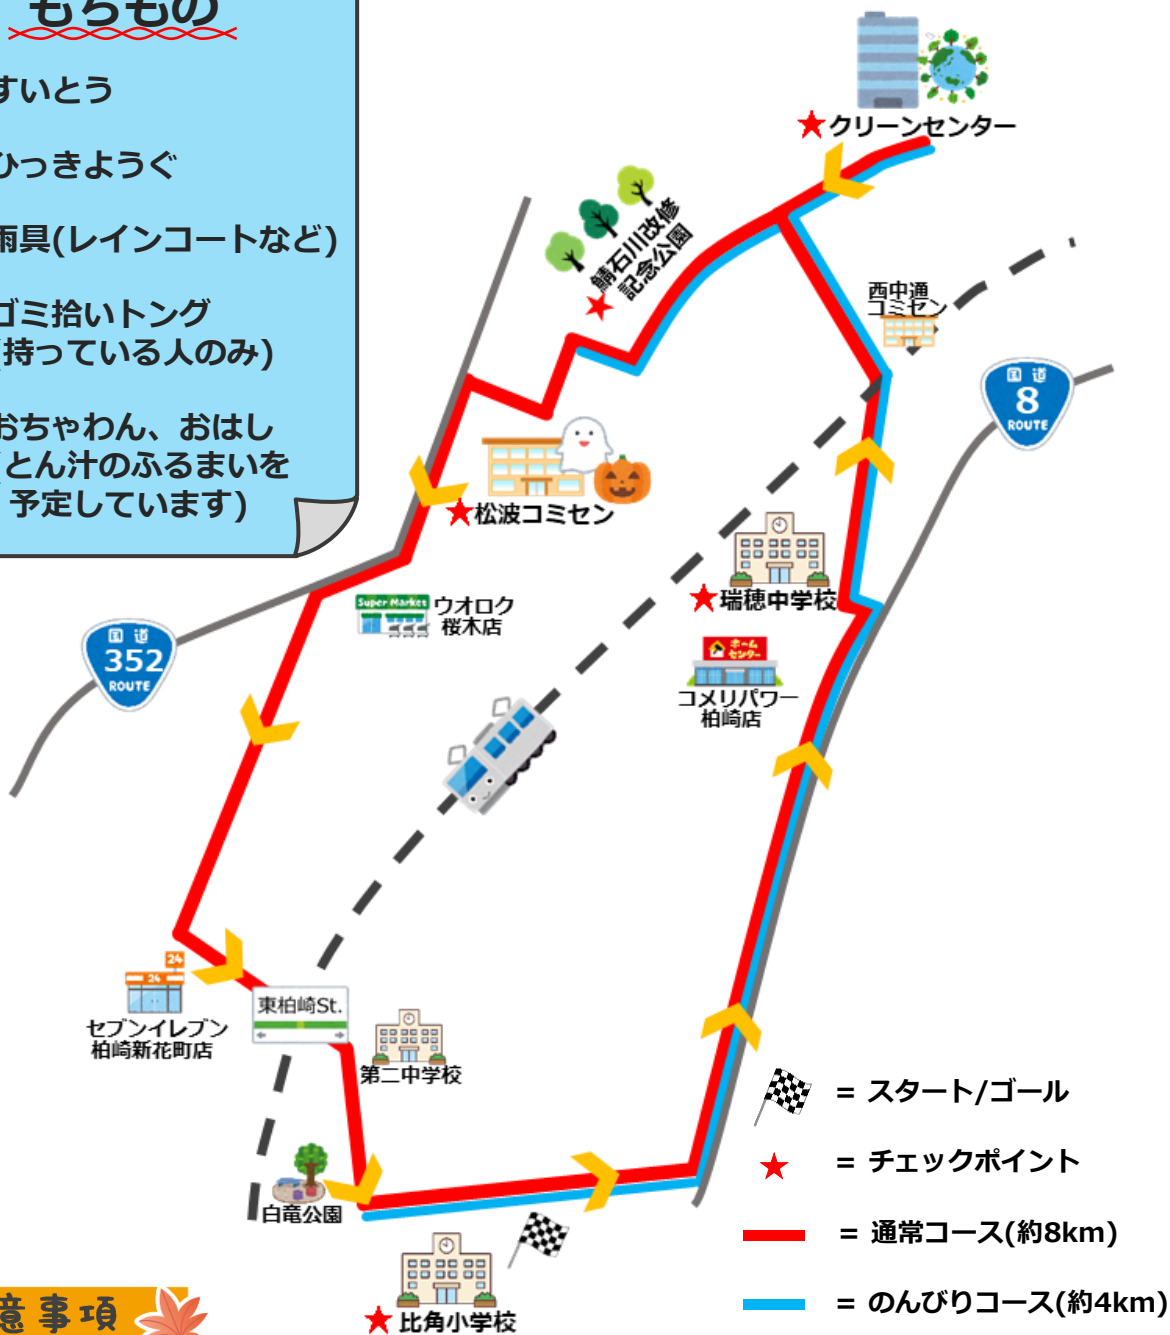 もちもの
すいとう
ひっきようぐ
雨具(レインコートなど)
ゴミ拾いトング
(持っている人のみ)
おちゃわん、おはし
(とん汁のふるまいを
予定しています)
クリーンセンター
鯖石川改修
記念公園
西中通
コミセン
国道
8
ROUTE
松波コミセン
瑞穂中学校
Super Market
ウオロク
桜木店
国道
352
ROUTE
ホーム
センター
コメリパワー
柏崎店
24
24
セブンイレブン
柏崎新花町店
東柏崎St.
第二中学校
白竜公園
比角小学校
= スタート/ゴール
= チェックポイント
= 通常コース(約8km)
= のんびりコース(約4km)
意事項